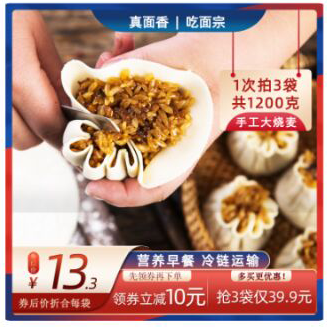 真面香 | 吃面宗
1次拍3袋
共1200克
手工大烧麦
营养早餐 冷链运输
¥ 13.3
券后价折合每袋
先领券再下单
领券立减10元
多买更优惠!
抢3袋仅39.9元